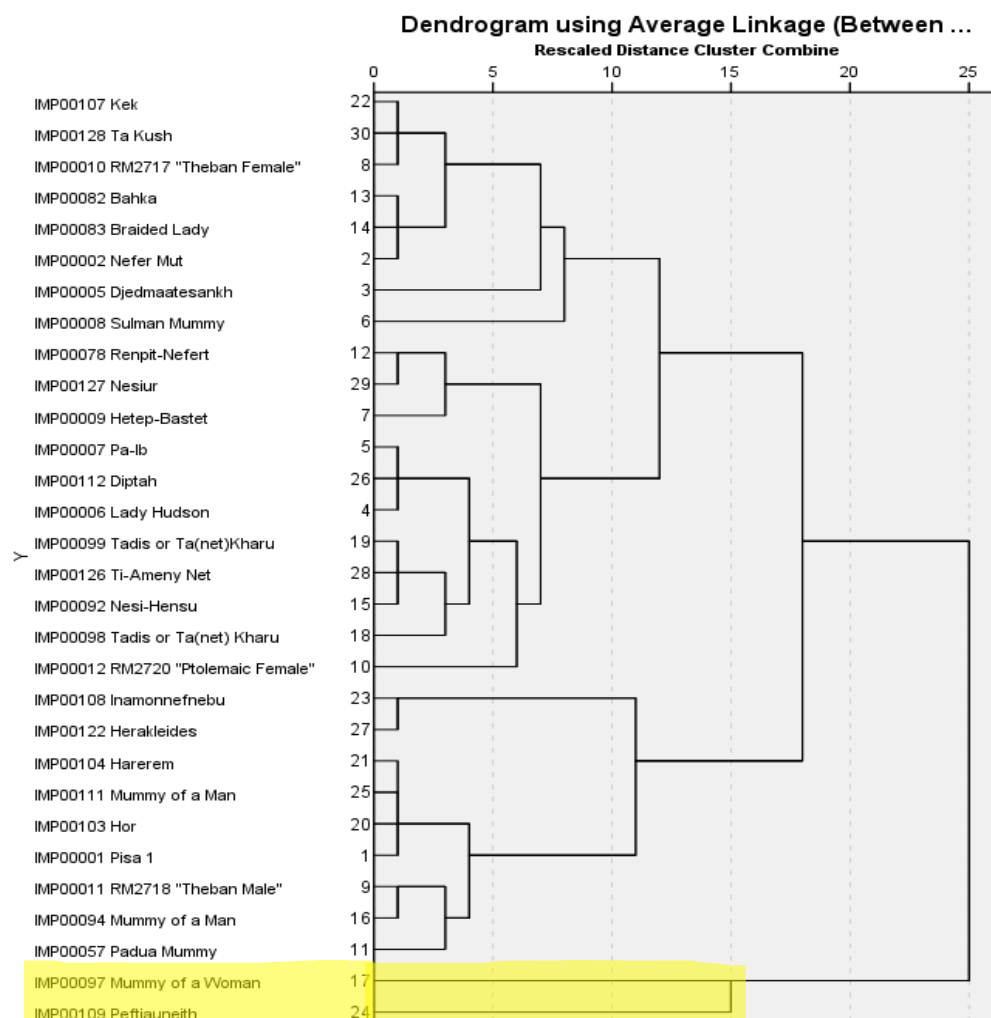 Dendrogram using Average Linkage (Between ...
Rescaled Distance Cluster Combine
0 5 10 15 20 25
IMP00107 Kek 22
IMP00128 Ta Kush 30
IMP00010 RM2717 "Theban Female" 8
IMP00082 Bahka 13
IMP00083 Braided Lady 14
IMP00002 Nefer Mut 2
IMP00005 Djedmaatesankh 3
IMP00008 Sulman Mummy 6
IMP00078 Renpit-Nefert 12
IMP00127 Nesiur 29
IMP00009 Hetep-Bastet 7
IMP00007 Pa-Ib 5
IMP00112 Diptah 26
IMP00006 Lady Hudson 4
IMP00099 Tadis or Ta(net)Kharu 19
Y
IMP00126 Ti-Ameny Net 28
IMP00092 Nesi-Hensu 15
IMP00098 Tadis or Ta(net) Kharu 18
IMP00012 RM2720 "Ptolemaic Female" 10
IMP00108 Inamonnefnebu 23
IMP00122 Herakleides 27
IMP00104 Harerem 21
IMP00111 Mummy of a Man 25
IMP00103 Hor 20
IMP00001 Pisa 1 1
IMP00011 RM2718 "Theban Male" 9
IMP00094 Mummy of a Man 16
IMP00057 Padua Mummy 11
IMP00097 Mummy of a Woman 17
IMP00109 Peftjauneith 24